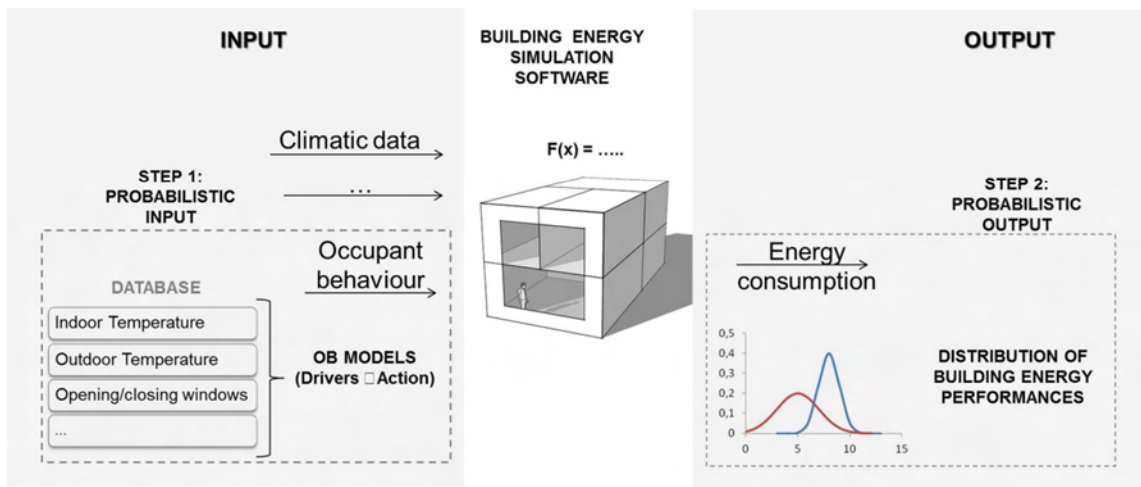 INPUT
Climatic data
...
STEP 1:
PROBABILISTIC
INPUT
Occupant
behaviour
DATABASE
Indoor Temperature
Outdoor Temperature
Opening/closing windows
...
OB MODELS
(Drivers □Action)
BUILDING ENERGY
SIMULATION
SOFTWARE
F(x) = .....
OUTPUT
STEP 2:
PROBABILISTIC
OUTPUT
Energy
consumption
0,5
0,4
0,3
0,2
0,1
0
0
5
10
15
DISTRIBUTION OF
BUILDING ENERGY
PERFORMANCES